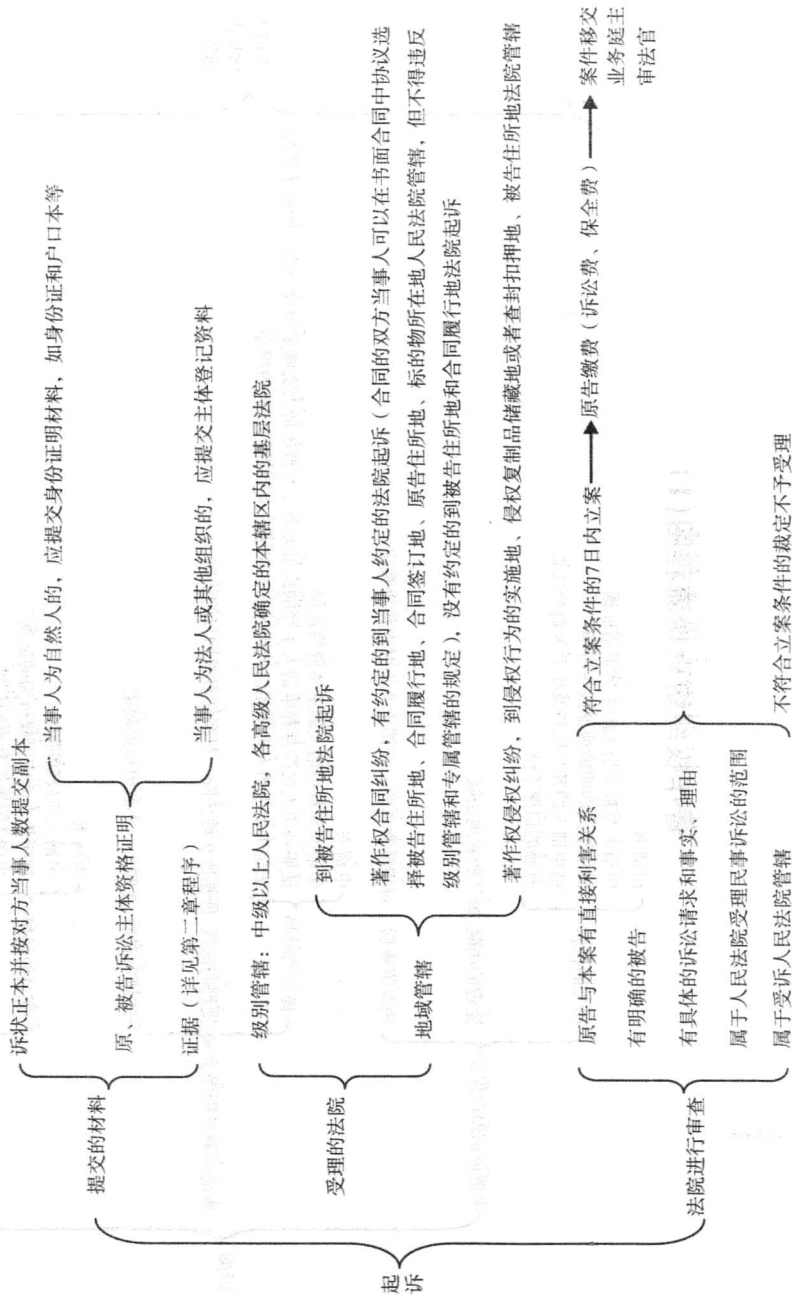 起
诉
提交的材料
诉状正本并按对方当事人数提交副本
原、被告诉讼主体资格证明
当事人为自然人的，应提交身份证明材料，如身份证和户口本等
当事人为法人或其他组织的，应提交主体登记资料
证据（详见第二章程序）
受理的法院
级别管辖：中级以上人民法院，各高级人民法院确定的本辖区内的基层法院
地域管辖
到被告住所地法院起诉
著作权合同纠纷，有约定的到当事人约定的法院起诉（合同的双方当事人可以在书面合同中协议选
择被告住所地、合同履行地、合同签订地、原告住所地、标的物所在地人民法院管辖，但不得违反
级别管辖和专属管辖的规定），没有约定的到被告住所地和合同履行地法院起诉
著作权侵权纠纷，到侵权行为的实施地、侵权复制品储藏地或者查封扣押地、被告住所地法院管辖
法院进行审查
原告与本案有直接利害关系
有明确的被告
有具体的诉讼请求和事实、理由
属于人民法院受理民事诉讼的范围
属于受诉人民法院管辖
符合立案条件的7日内立案
原告缴费（诉讼费、保全费）
案件移交
业务庭主
审法官
不符合立案条件的裁定不予受理